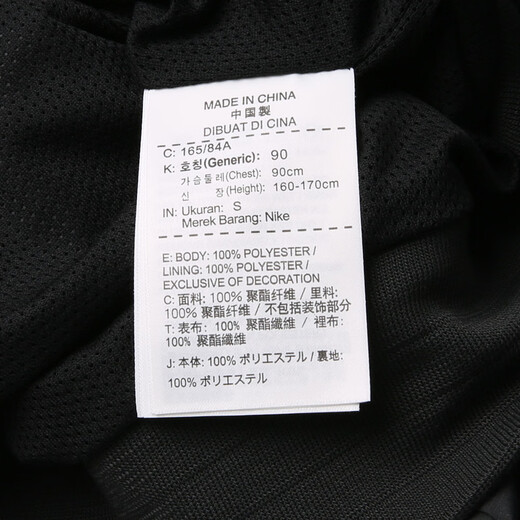 MADE IN CHINA
中国製
DIBUAT DI CINA
C: 165/84A
K: 호칭(Generic): 90
가슴둘레(Chest): 90cm
신 장(Height): 160-170cm
IN: Ukuran: S
Merek Barang: Nike
E: BODY: 100% POLYESTER /
LINING: 100% POLYESTER /
EXCLUSIVE OF DECORATION
C: 面料: 100% 聚酯纤维 / 里料:
100% 聚酯纤维 / 不包括装饰部分
T: 表布: 100% 聚酯纖維 / 裡布:
100% 聚酯纖維
J: 本体: 100% ポリエステル / 裏地:
100% ポリエステル